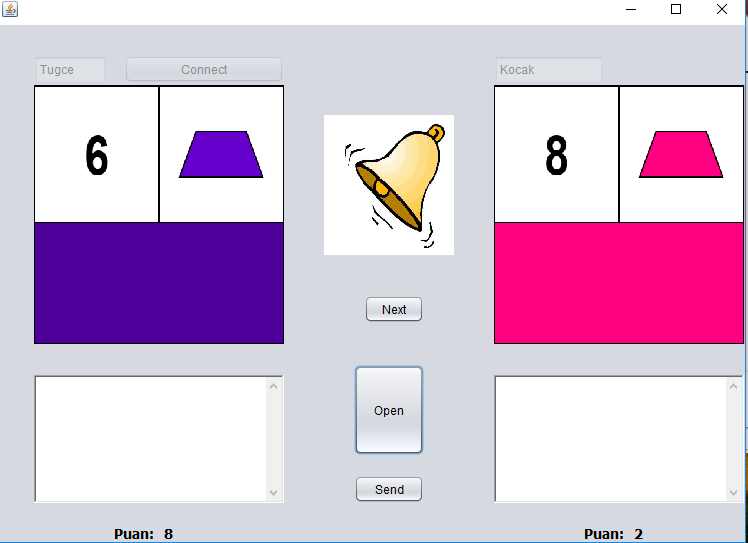 Tugce Connect Kocak
6 8
Next
Open
Send
Puan: 8 Puan: 2